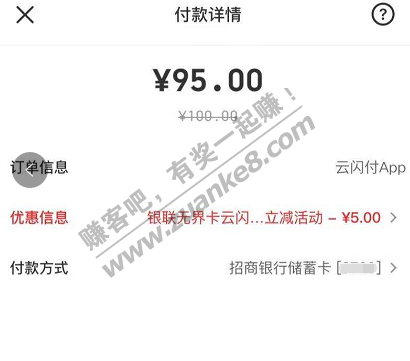 付款详情
¥95.00
¥100.00
订单信息 云闪付App
优惠信息 银联无界卡云闪...立减活动 - ¥5.00
付款方式 招商银行储蓄卡 []
赚客吧，有奖一起赚！
www.zuanke8.com